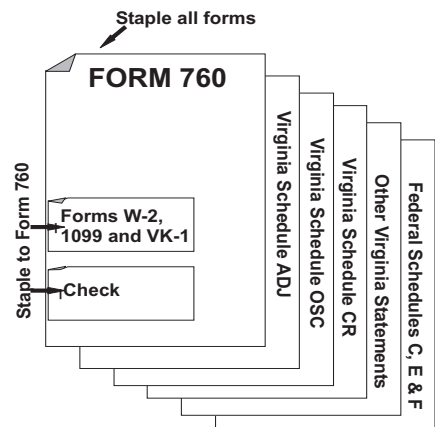 Staple all forms
FORM 760
Staple to Form 760
Forms W-2,
1099 and VK-1
Check
Virginia Schedule ADJ
Virginia Schedule OSC
Virginia Schedule CR
Other Virginia Statements
Federal Schedules C, E & F